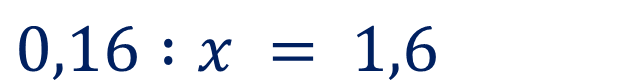 0,16 : x = 1,6